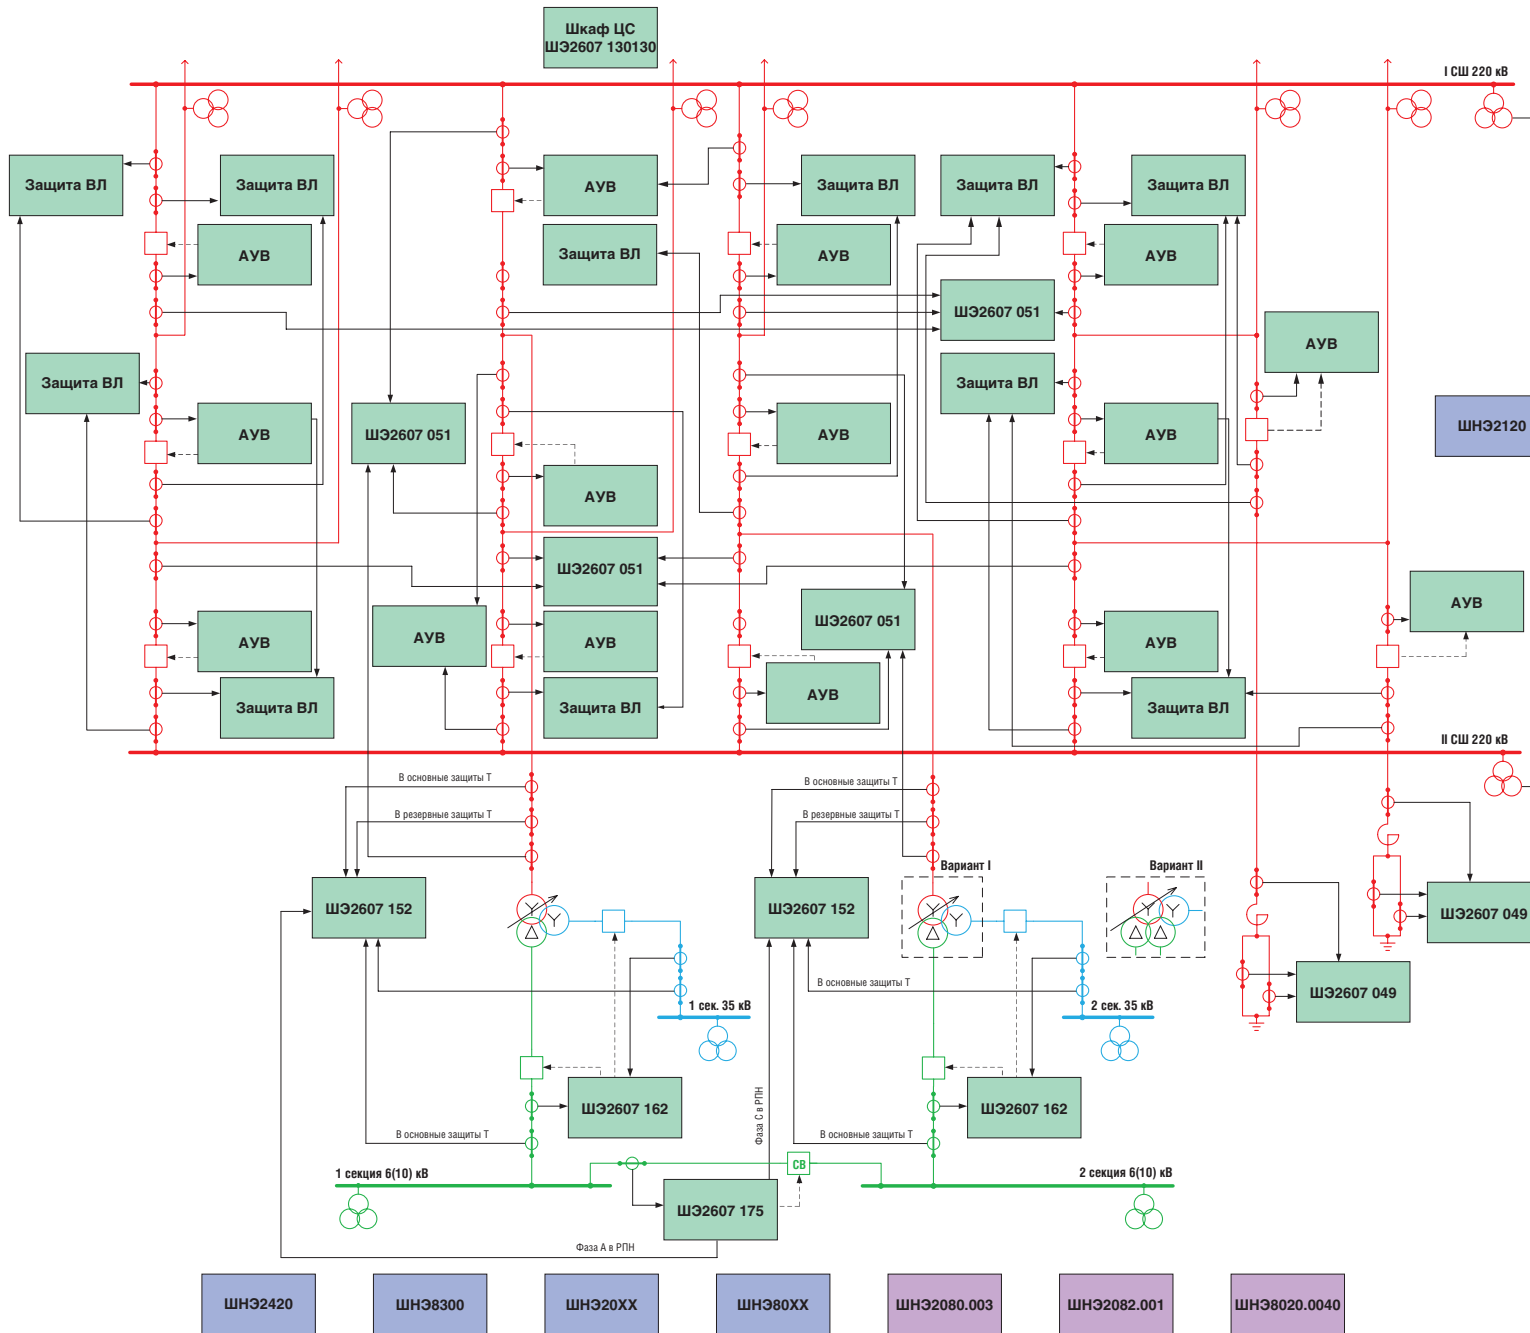 Шкаф ЦС
ШЭ2607 130130
I СШ 220 кВ
Защита ВЛ
Защита ВЛ
АУВ
Защита ВЛ
Защита ВЛ
Защита ВЛ
АУВ
Защита ВЛ
АУВ
АУВ
ШЭ2607 051
АУВ
Защита ВЛ
Защита ВЛ
АУВ
ШЭ2607 051
АУВ
АУВ
ШНЭ2120
АУВ
ШЭ2607 051
АУВ
ШЭ2607 051
АУВ
АУВ
АУВ
АУВ
Защита ВЛ
Защита ВЛ
АУВ
Защита ВЛ
II СШ 220 кВ
В основные защиты Т
В основные защиты Т
В резервные защиты Т
В резервные защиты Т
Вариант I
Вариант II
ШЭ2607 152
ШЭ2607 152
ШЭ2607 049
ШЭ2607 049
В основные защиты Т
1 сек. 35 кВ
2 сек. 35 кВ
ШЭ2607 162
ШЭ2607 162
Фаза С в РПН
В основные защиты Т
В основные защиты Т
1 секция 6(10) кВ
СВ
2 секция 6(10) кВ
ШЭ2607 175
Фаза А в РПН
ШНЭ2420
ШНЭ8300
ШНЭ20ХХ
ШНЭ80ХХ
ШНЭ2080.003
ШНЭ2082.001
ШНЭ8020.0040